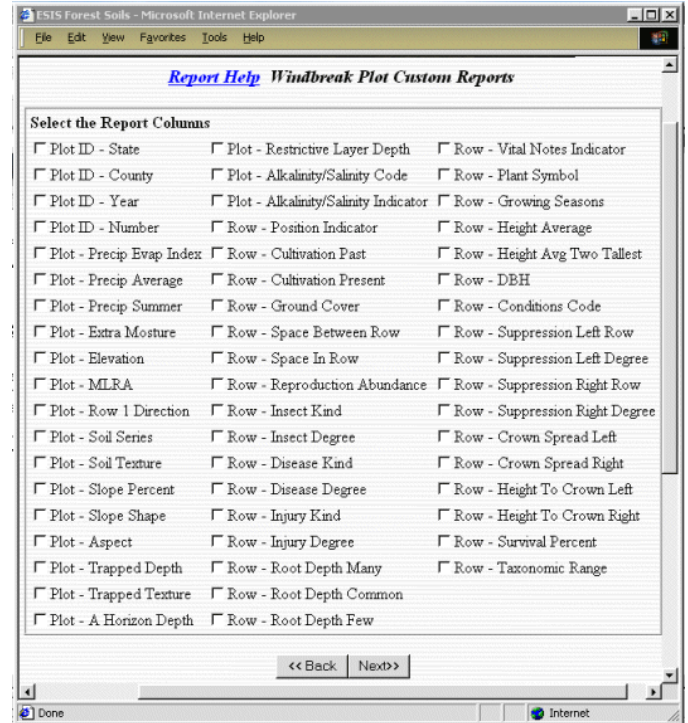 ESIS Forest Soils - Microsoft Internet Explorer
File Edit View Favorites Tools Help
Report Help Windbreak Plot Custom Reports
Select the Report Columns
Plot ID - State
Plot ID - County
Plot ID - Year
Plot ID - Number
Plot - Precip Evap Index
Plot - Precip Average
Plot - Precip Summer
Plot - Extra Mosture
Plot - Elevation
Plot - MLRA
Plot - Row 1 Direction
Plot - Soil Series
Plot - Soil Texture
Plot - Slope Percent
Plot - Slope Shape
Plot - Aspect
Plot - Trapped Depth
Plot - Trapped Texture
Plot - A Horizon Depth
Plot - Restrictive Layer Depth
Plot - Alkalinity/Salinity Code
Plot - Alkalinity/Salinity Indicator
Row - Position Indicator
Row - Cultivation Past
Row - Cultivation Present
Row - Ground Cover
Row - Space Between Row
Row - Space In Row
Row - Reproduction Abundance
Row - Insect Kind
Row - Insect Degree
Row - Disease Kind
Row - Disease Degree
Row - Injury Kind
Row - Injury Degree
Row - Root Depth Many
Row - Root Depth Common
Row - Root Depth Few
Row - Vital Notes Indicator
Row - Plant Symbol
Row - Growing Seasons
Row - Height Average
Row - Height Avg Two Tallest
Row - DBH
Row - Conditions Code
Row - Suppression Left Row
Row - Suppression Left Degree
Row - Suppression Right Row
Row - Suppression Right Degree
Row - Crown Spread Left
Row - Crown Spread Right
Row - Height To Crown Left
Row - Height To Crown Right
Row - Survival Percent
Row - Taxonomic Range
<< Back Next>>
Done Internet